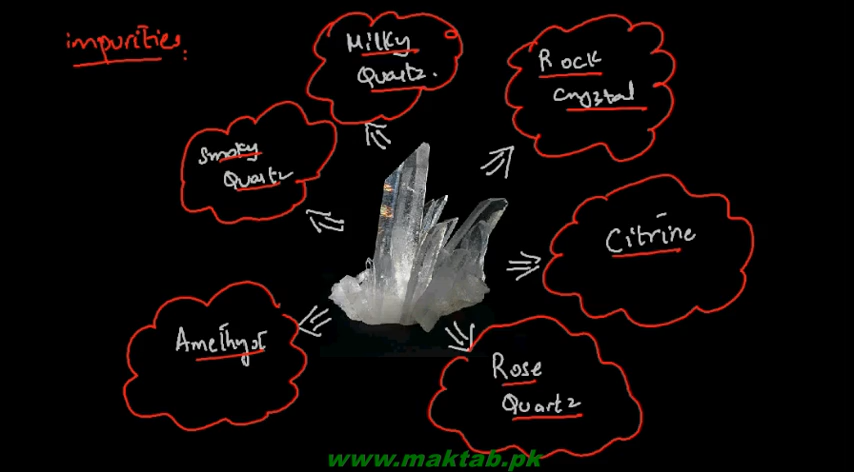 impurities:
Milky
Quartz.
Rock
Crystal
Smoky
Quartz
Citrine
Amethyst
Rose
Quartz
www.maktab.pk